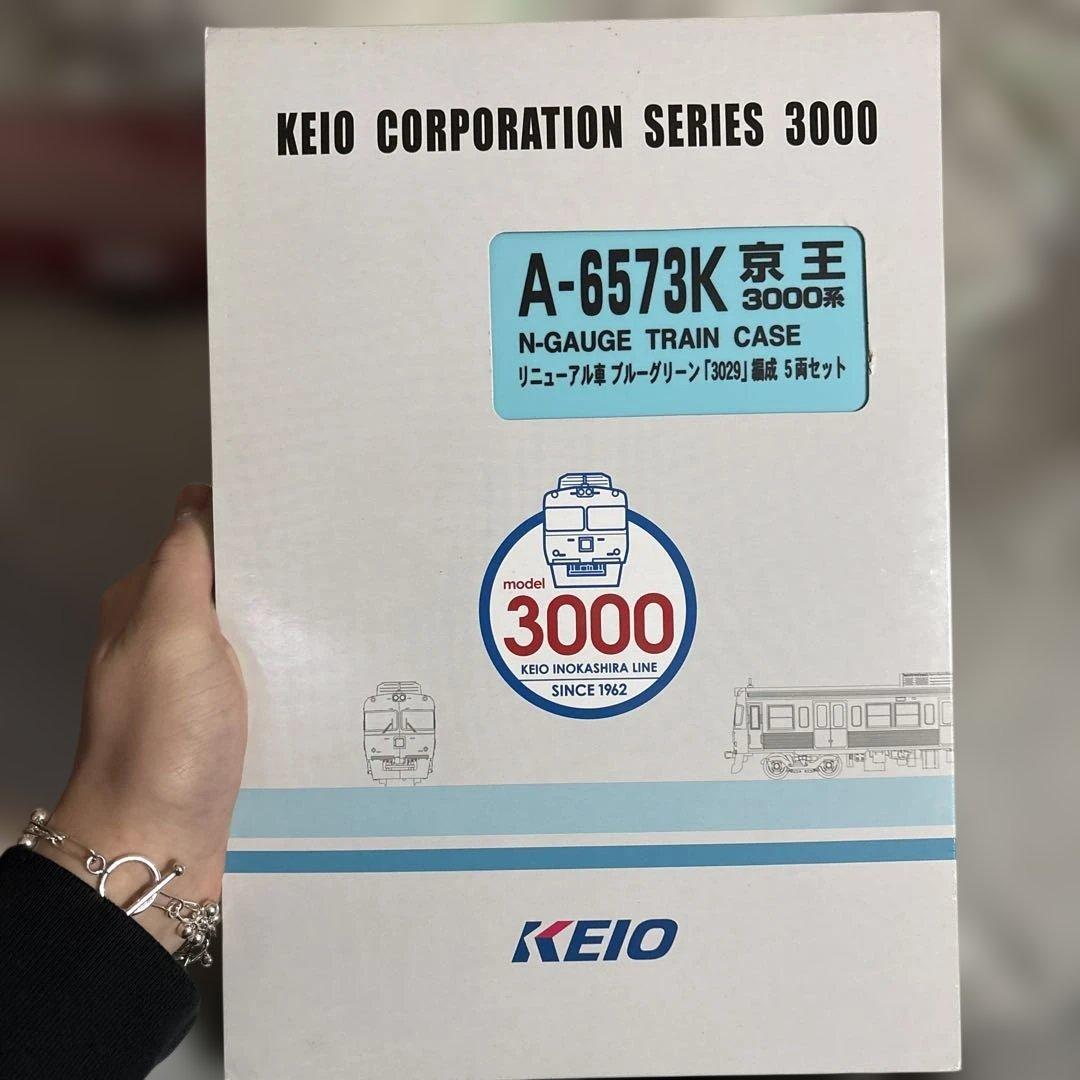 KEIO CORPORATION SERIES 3000
A-6573K 京王
3000系
N-GAUGE TRAIN CASE
リニューアル車 ブルーグリーン「3029」編成 5両セット
model
3000
KEIO INOKASHIRA LINE
SINCE 1962
KEIO